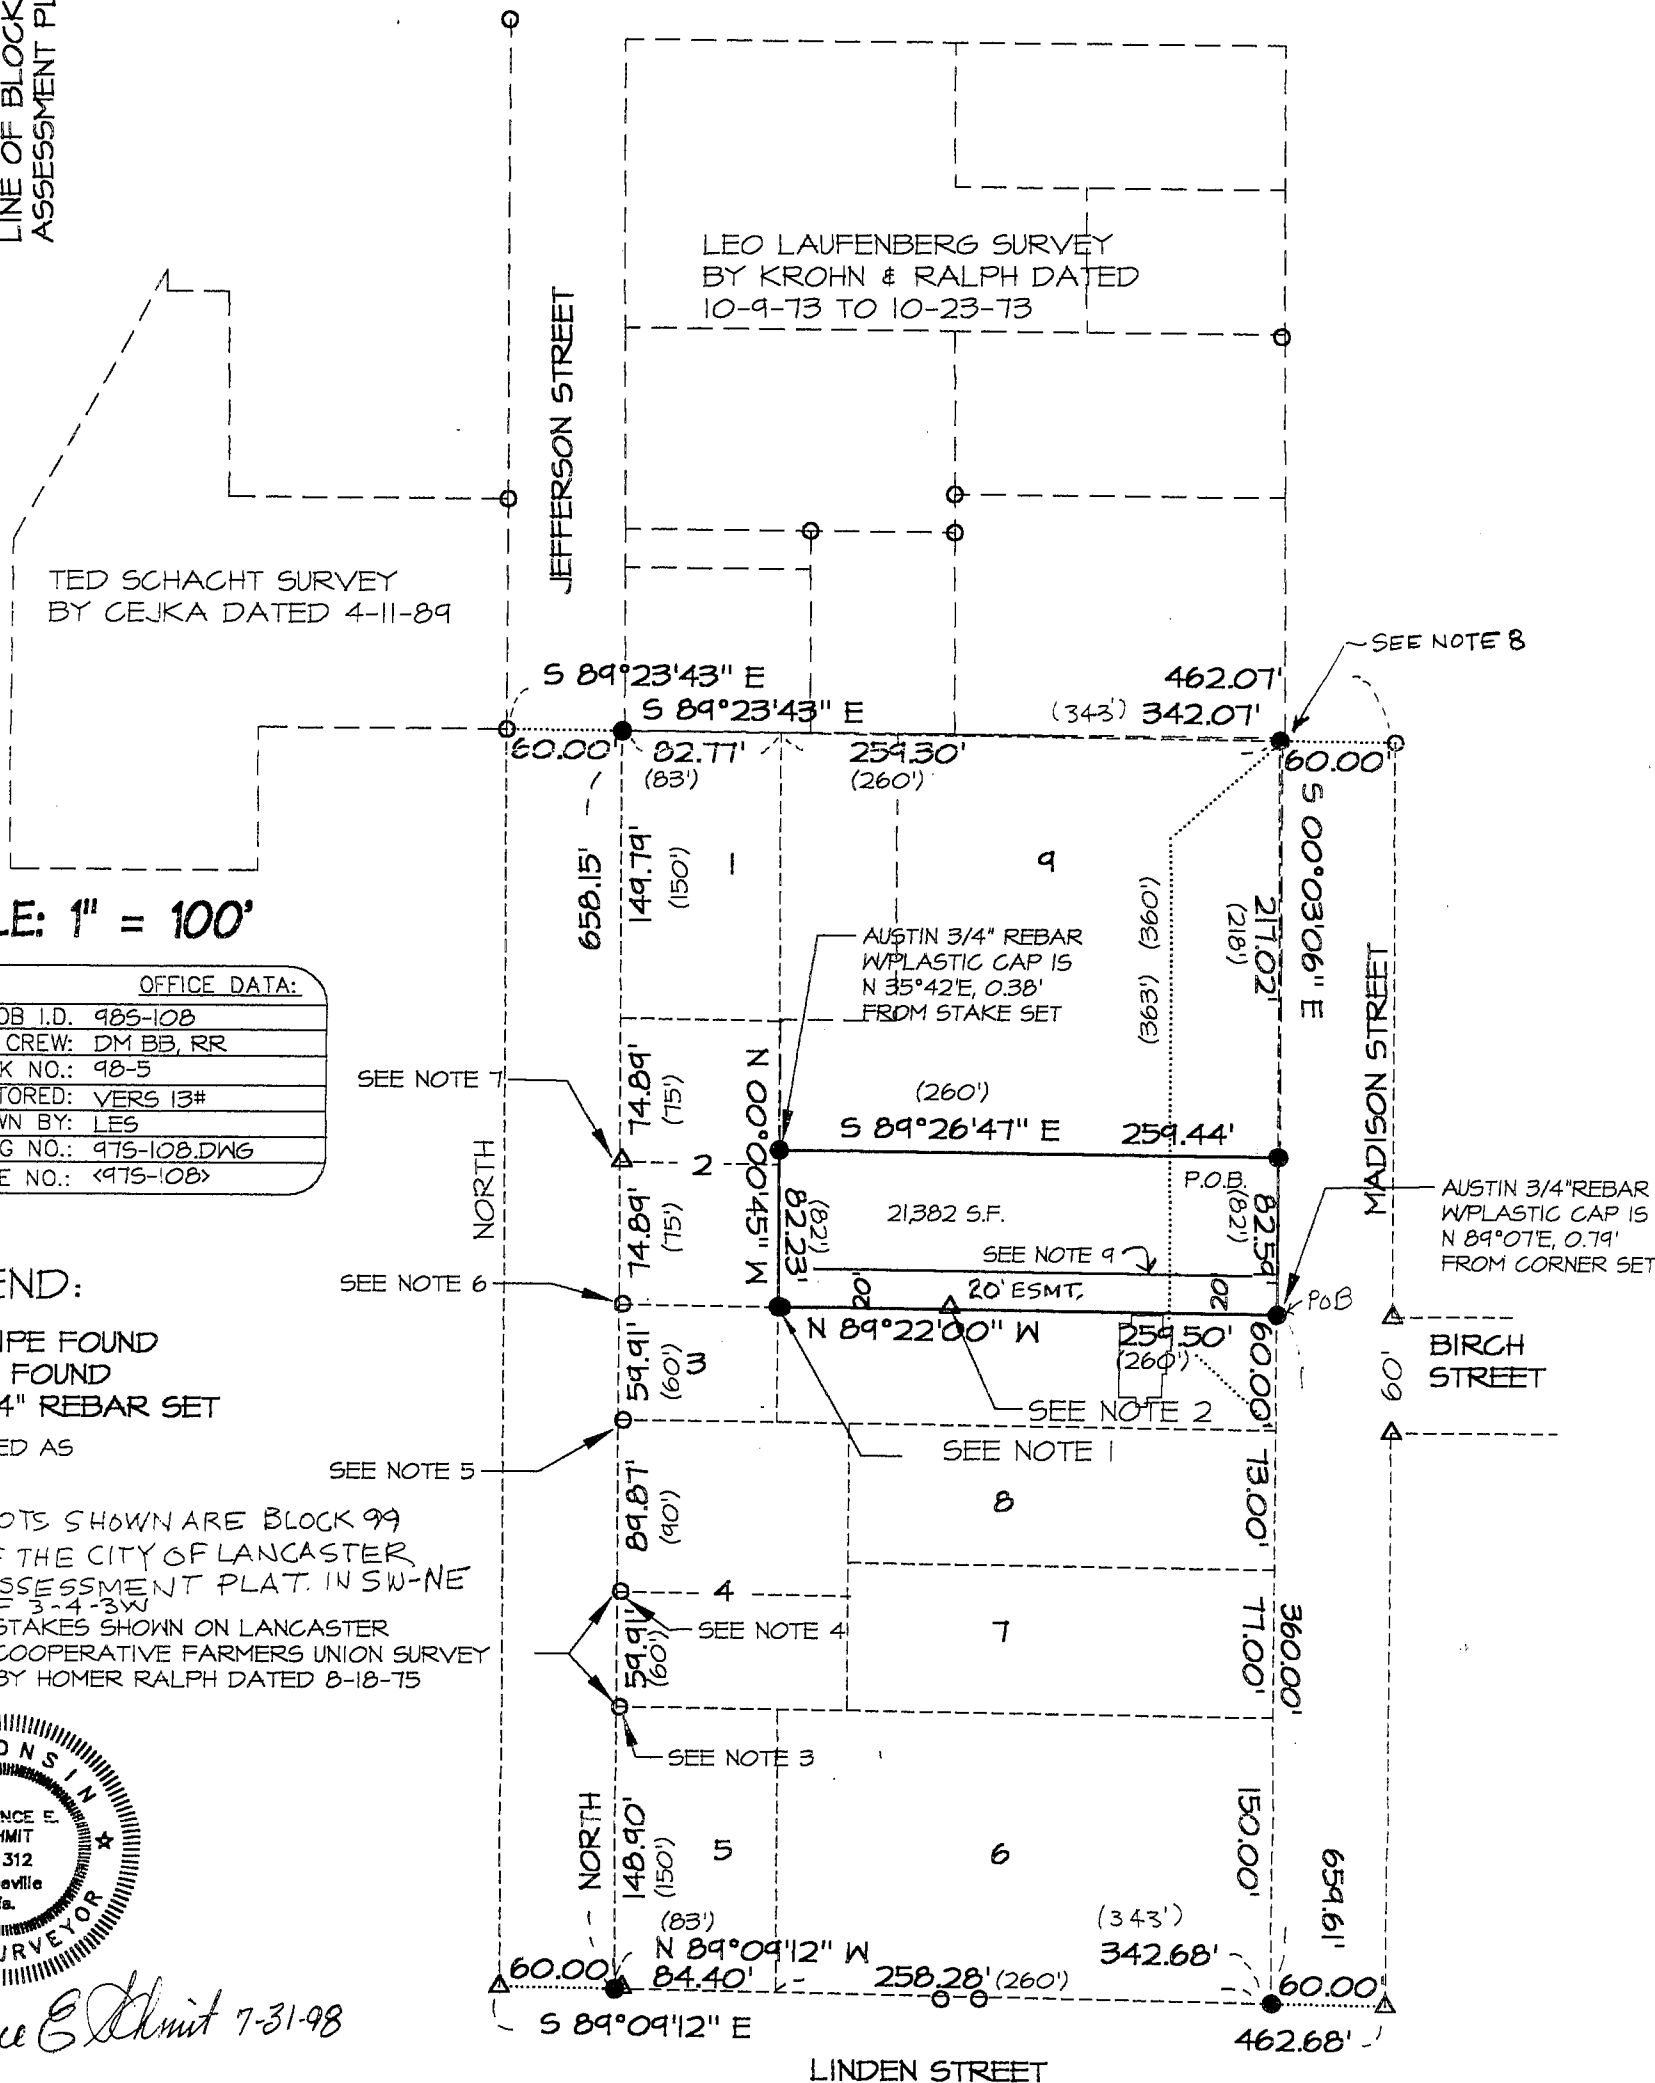 LINE OF BLOCK
ASSESSMENT
LEO LAUFENBERG SURVEY
BY KROHN & RALPH DATED
10-9-73 TO 10-23-73
JEFFERSON STREET
TED SCHACHT SURVEY
BY CEJKA DATED 4-11-89
SEE NOTE 8
S 89°23'43" E
462.07'
S 89°23'43" E
(343') 342.07'
60.00'
82.77'
259.30'
60.00'
(83')
(260')
658.15'
149.79'
(150')
1
9
(363') (360')
217.02'
(218')
S 00°03'06" E
MADISON STREET
1" = 100'
AUSTIN 3/4" REBAR
W/PLASTIC CAP IS
N 35°42'E, 0.38'
FROM STAKE SET
OFFICE DATA:
I.D. 98S-108
CREW: DM BB, RR
NO.: 98-5
VERS 13#
BY: LES
NO.: 97S-108.DWG
NO.: <97S-108>
SEE NOTE 7
74.89'
(75')
N 00°00'45" W
(260')
S 89°26'47" E
259.44'
NORTH
2
P.O.B.
82.23'
(82')
21,382 S.F.
82.59'
(82')
AUSTIN 3/4"REBAR
W/PLASTIC CAP IS
N 89°07'E, 0.79'
FROM CORNER SET
74.89'
(75')
SEE NOTE 9
SEE NOTE 6
20'
20' ESMT.
20'
POB
N 89°22'00" W
259.50'
(260')
60.00'
60'
BIRCH
STREET
FOUND
FOUND
REBAR SET
AS
59.91'
(60')
3
SEE NOTE 2
SEE NOTE 1
SEE NOTE 5
89.87'
(90')
8
73.00'
SHOWN ARE BLOCK 99
THE CITY OF LANCASTER
PLAT. IN SW-NE
3-4-3W
STAKES SHOWN ON LANCASTER
COOPERATIVE FARMERS UNION SURVEY
BY HOMER RALPH DATED 8-18-75
4
SEE NOTE 4
59.91'
(60')
7
77.00'
360.00'
SEE NOTE 3
NORTH
148.90'
(150')
5
6
150.00'
659.61'
312
(83')
(343')
N 89°09'12" W
342.68'
60.00'
84.40'
258.28' (260')
60.00'
S 89°09'12" E
462.68'
E Schmit 7-31-98
LINDEN STREET